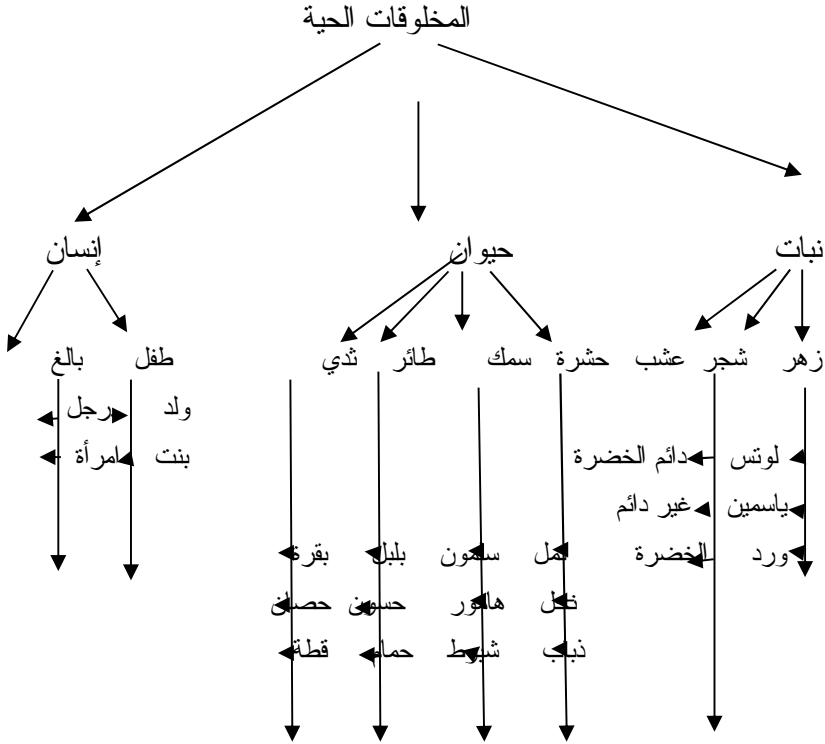 المخلوقات الحية
نبات حيوان إنسان
زهر شجر عشب حشرة سمك طائر ثدي طفل بالغ
ولد رجل
لوتس دائم الخضرة بنت امرأة
ياسمين غير دائم
ورد الخضرة نمل سلمون بلبل بقرة
نحل هامور حسون حصان
ذباب شبوط حمام قطة